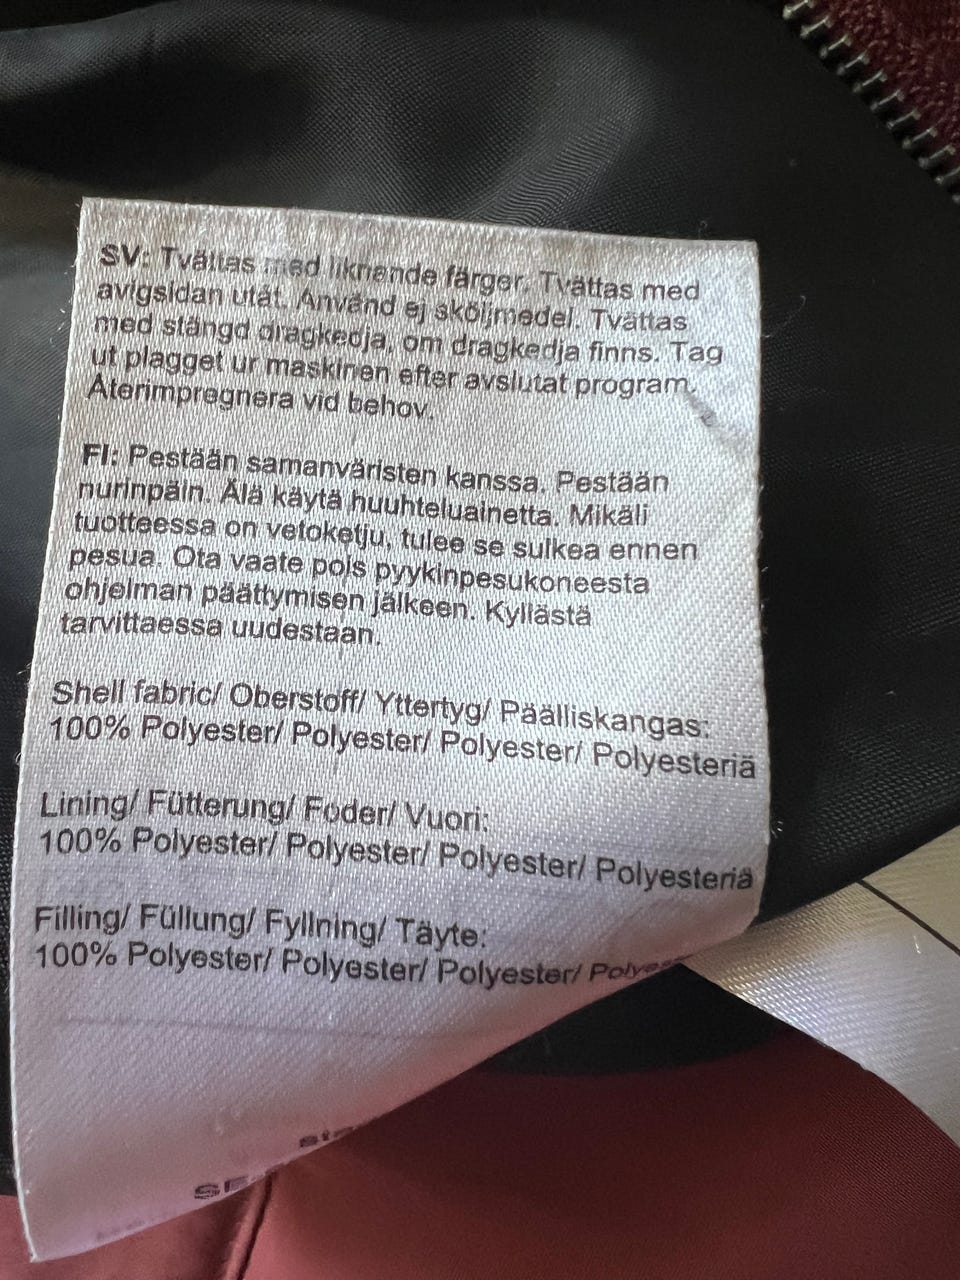 SV: Tvättas med liknande färger. Tvättas med
avigsidan utåt. Använd ej sköljmedel. Tvättas
med stängd dragkedja, om dragkedja finns. Tag
ut plagget ur maskinen efter avslutat program.
Återimpregnera vid behov.
FI: Pestään samanväristen kanssa. Pestään
nurinpäin. Älä käytä huuhteluainetta. Mikäli
tuotteessa on vetoketju, tulee se sulkea ennen
pesua. Ota vaate pois pyykinpesukoneesta
ohjelman päättymisen jälkeen. Kyllästä
tarvittaessa uudestaan.
Shell fabric/ Oberstoff/ Yttertyg/ Päälliskangas:
100% Polyester/ Polyester/ Polyester/ Polyesteriä
Lining/ Fütterung/ Foder/ Vuori:
100% Polyester/ Polyester/ Polyester/ Polyesteriä
Filling/ Füllung/ Fyllning/ Täyte:
100% Polyester/ Polyester/ Polyester/